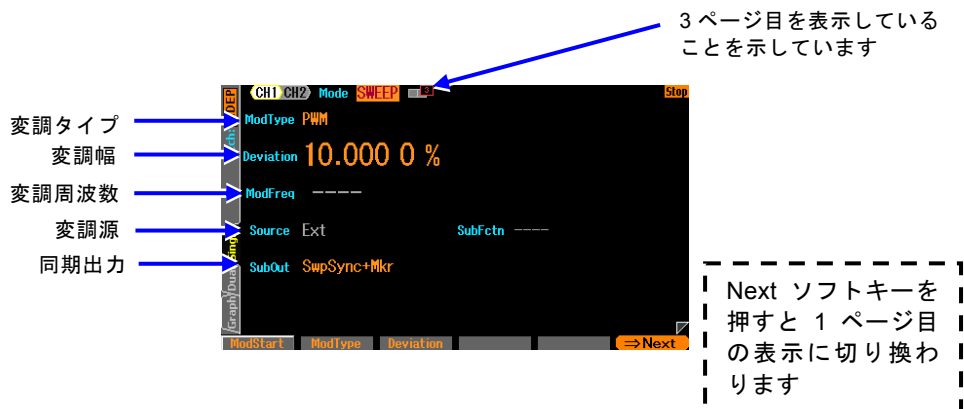 3 ページ目を表示している
ことを示しています
DEP
CH1 CH2 Mode SWEEP 3 Stop
変調タイプ
ModType PWM
変調幅
Deviation 10.000 0 %
変調周波数
ModFreq ----
変調源
Source Ext SubFctn ----
同期出力
SubOut SwpSync+Mkr
Graph
ModStart ModType Deviation ⇒Next
Next ソフトキーを
押すと 1 ページ目
の表示に切り換わ
ります